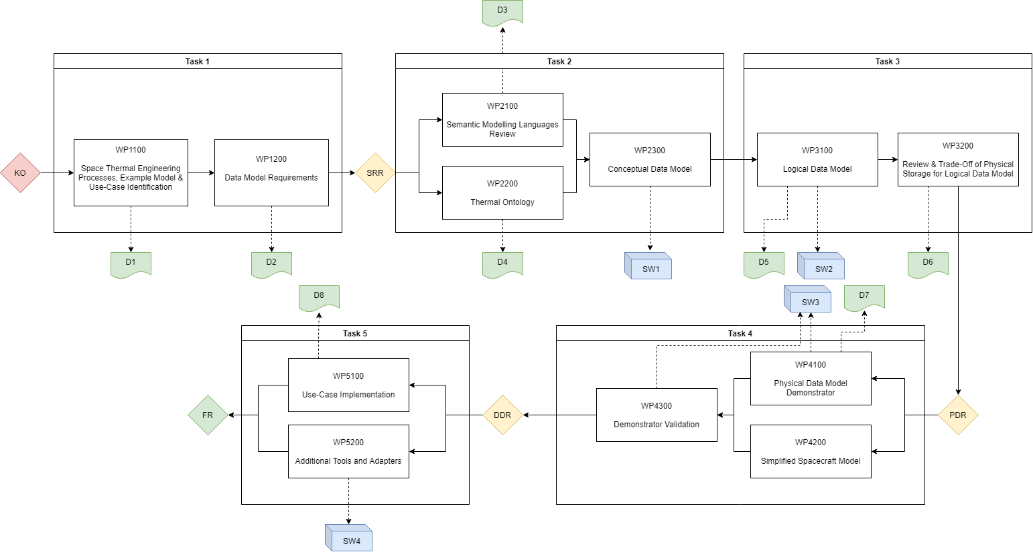 D3
Task 1
Task 2
Task 3
KO
WP1100
Space Thermal Engineering
Processes, Example Model &
Use-Case Identification
WP1200
Data Model Requirements
SRR
WP2100
Semantic Modelling Languages
Review
WP2200
Thermal Ontology
WP2300
Conceptual Data Model
WP3100
Logical Data Model
WP3200
Review & Trade-Off of Physical
Storage for Logical Data Model
D1
D2
D4
SW1
D5
SW2
D6
D8
SW3
D7
Task 5
Task 4
FR
WP5100
Use-Case Implementation
WP5200
Additional Tools and Adapters
DDR
WP4300
Demonstrator Validation
WP4100
Physical Data Model
Demonstrator
WP4200
Simplified Spacecraft Model
PDR
SW4